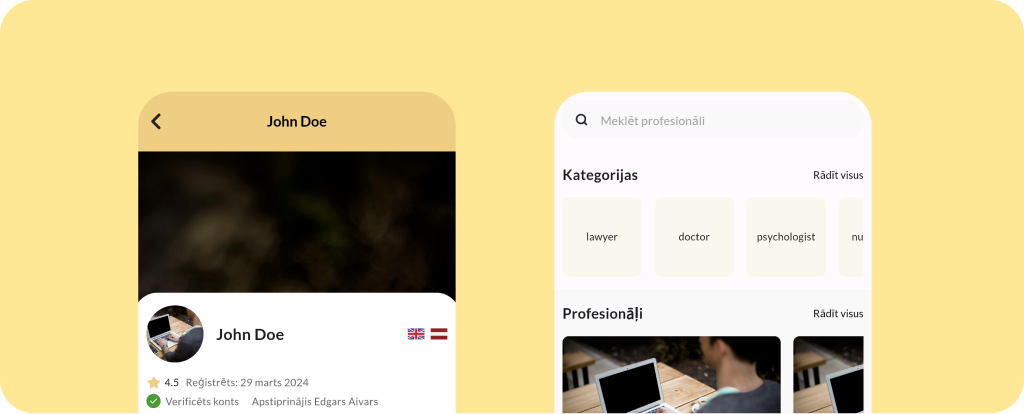 John Doe
John Doe
4.5 Reģistrēts: 29 marts 2024
Verificēts konts Apstiprinājis Edgars Aivars
Meklēt profesionāli
Kategorijas Rādīt visus
lawyer doctor psychologist nu
Profesionāļi Rādīt visus